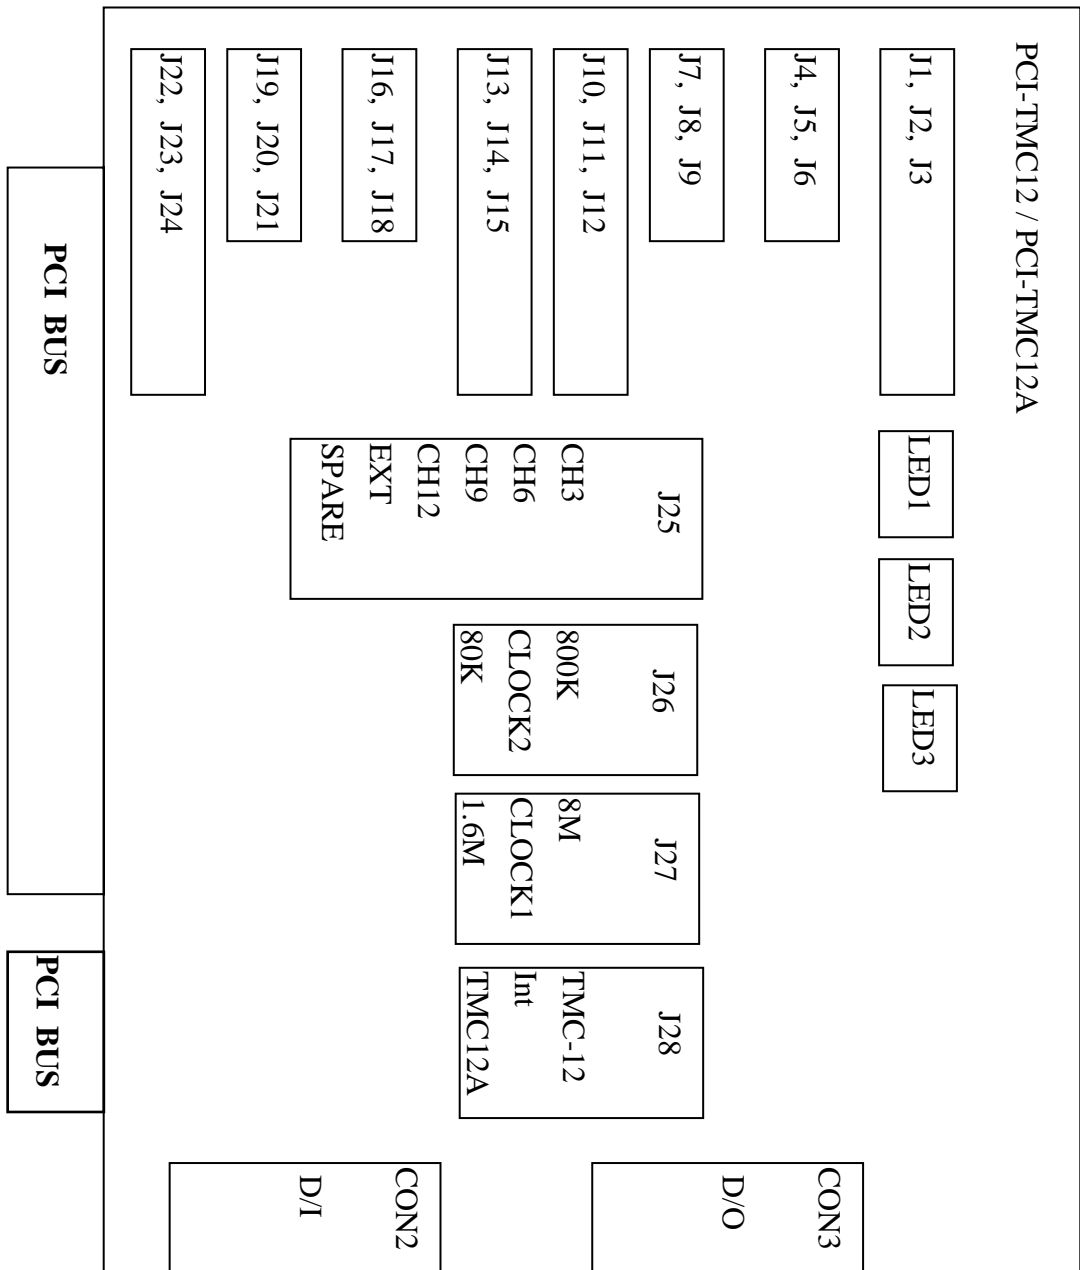 PCI-TMC12 / PCI-TMC12A
J1, J2, J3
LED1
LED2
LED3
J4, J5, J6
J7, J8, J9
J10, J11, J12
J13, J14, J15
J16, J17, J18
J19, J20, J21
J22, J23, J24
J25
CH3
CH6
CH9
CH12
EXT
SPARE
J26
800K
CLOCK2
80K
J27
8M
CLOCK1
1.6M
J28
TMC-12
Int
TMC12A
CON3
D/O
CON2
D/I
PCI BUS
PCI BUS